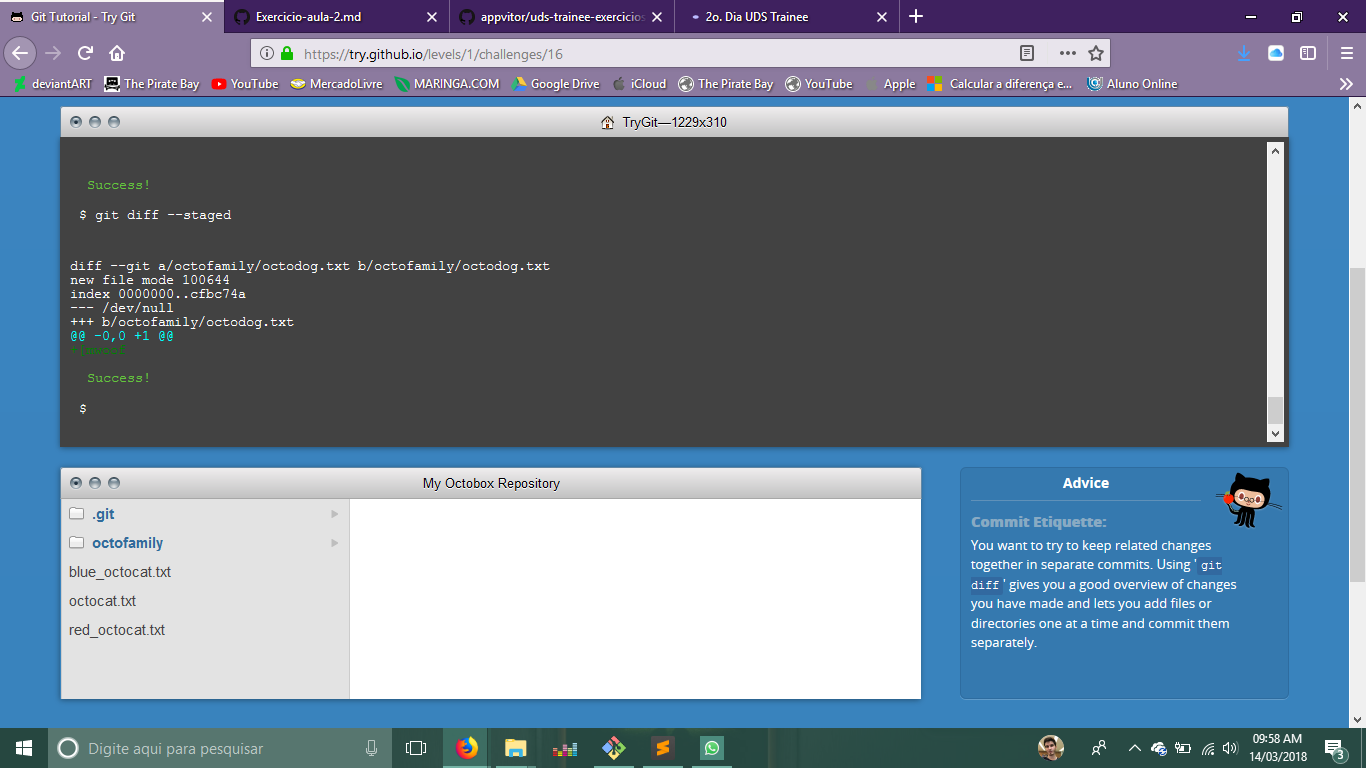 Git Tutorial - Try Git
Exercicio-aula-2.md
appvitor/uds-trainee-exercicios
2o. Dia UDS Trainee
https://try.github.io/levels/1/challenges/16
deviantART
The Pirate Bay
YouTube
MercadoLivre
MARINGA.COM
Google Drive
iCloud
The Pirate Bay
YouTube
Apple
Calcular a diferença e...
Aluno Online
TryGit—1229x310
Success!
$ git diff --staged
diff --git a/octofamily/octodog.txt b/octofamily/octodog.txt
new file mode 100644
index 0000000..cfbc74a
--- /dev/null
+++ b/octofamily/octodog.txt
@@ -0,0 +1 @@
Success!
$
My Octobox Repository
.git
octofamily
blue_octocat.txt
octocat.txt
red_octocat.txt
Advice
Commit Etiquette:
You want to try to keep related changes
together in separate commits. Using 'git
diff' gives you a good overview of changes
you have made and lets you add files or
directories one at a time and commit them
separately.
Digite aqui para pesquisar
09:58 AM
14/03/2018
3